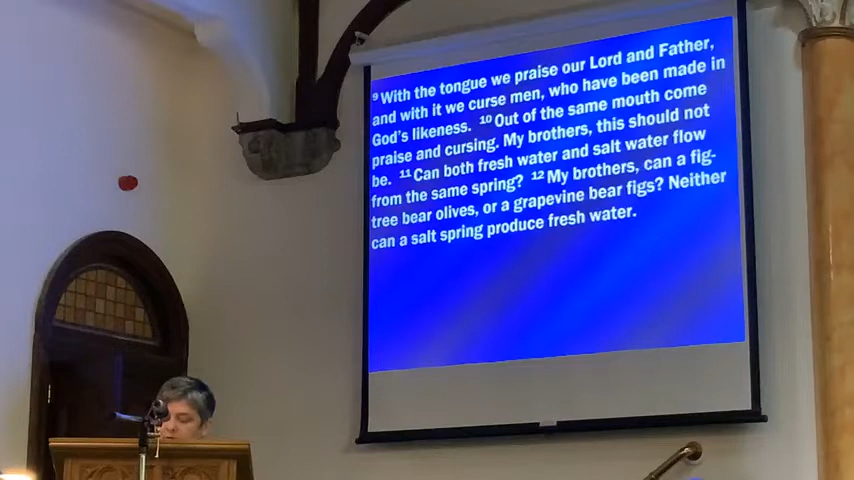 ⁹ With the tongue we praise our Lord and Father,
and with it we curse men, who have been made in
God's likeness. ¹⁰ Out of the same mouth come
praise and cursing. My brothers, this should not
be. ¹¹ Can both fresh water and salt water flow
from the same spring? ¹² My brothers, can a fig-
tree bear olives, or a grapevine bear figs? Neither
can a salt spring produce fresh water.